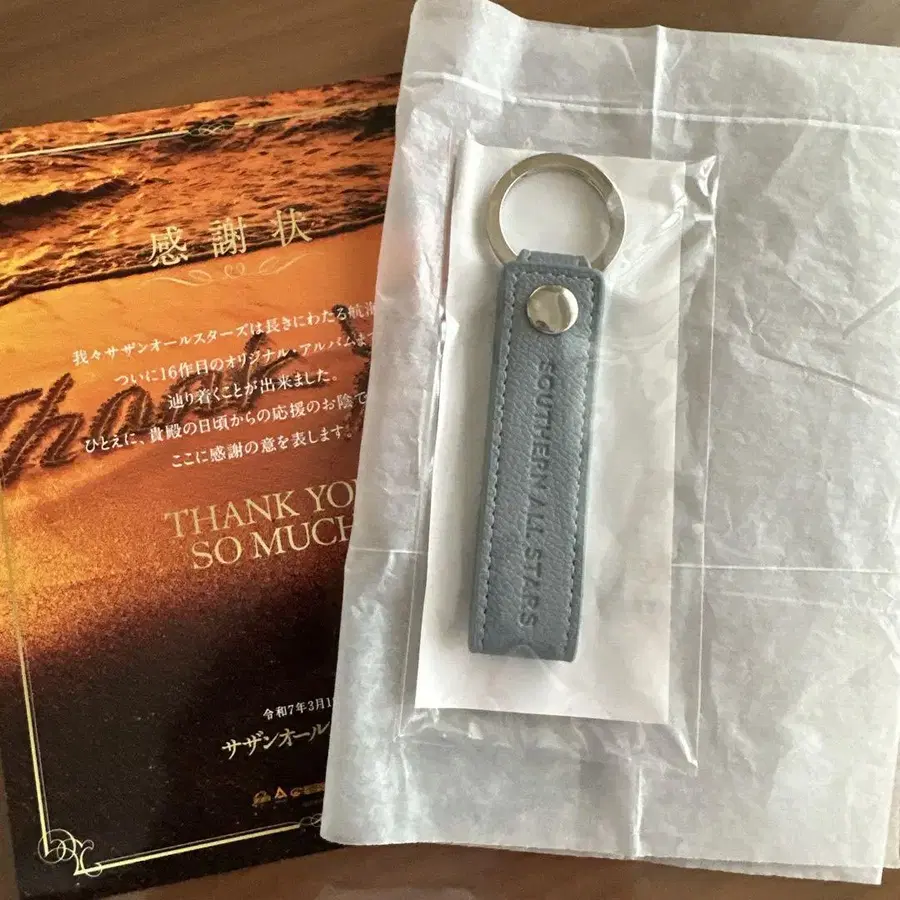 感謝状
我々サザンオールスターズは長きにわたる航海
ついに16作目のオリジナル・アルバムま
辿り着くことが出来ました。
ひとえに、貴殿の日頃からの応援のお陰で
ここに感謝の意を表します。
Thank
THANK YOU
SO MUCH
令和7年3月1
サザンオール
SOUTHERN ALL STARS